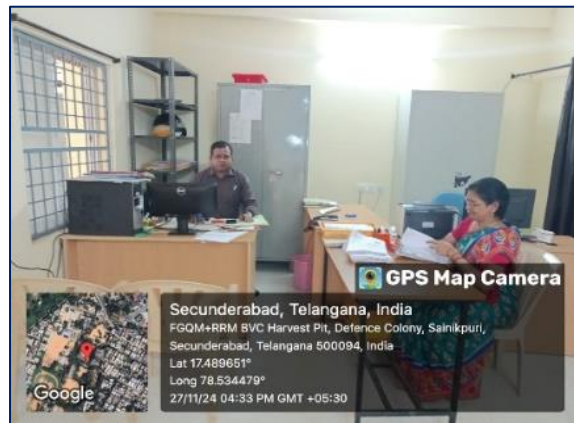 GPS Map Camera
Secunderabad, Telangana, India
FGQM+RRM BVC Harvest Pit, Defence Colony, Sainikpuri,
Secunderabad, Telangana 500094, India
Lat 17.489651°
Long 78.534479°
27/11/24 04:33 PM GMT +05:30
Google